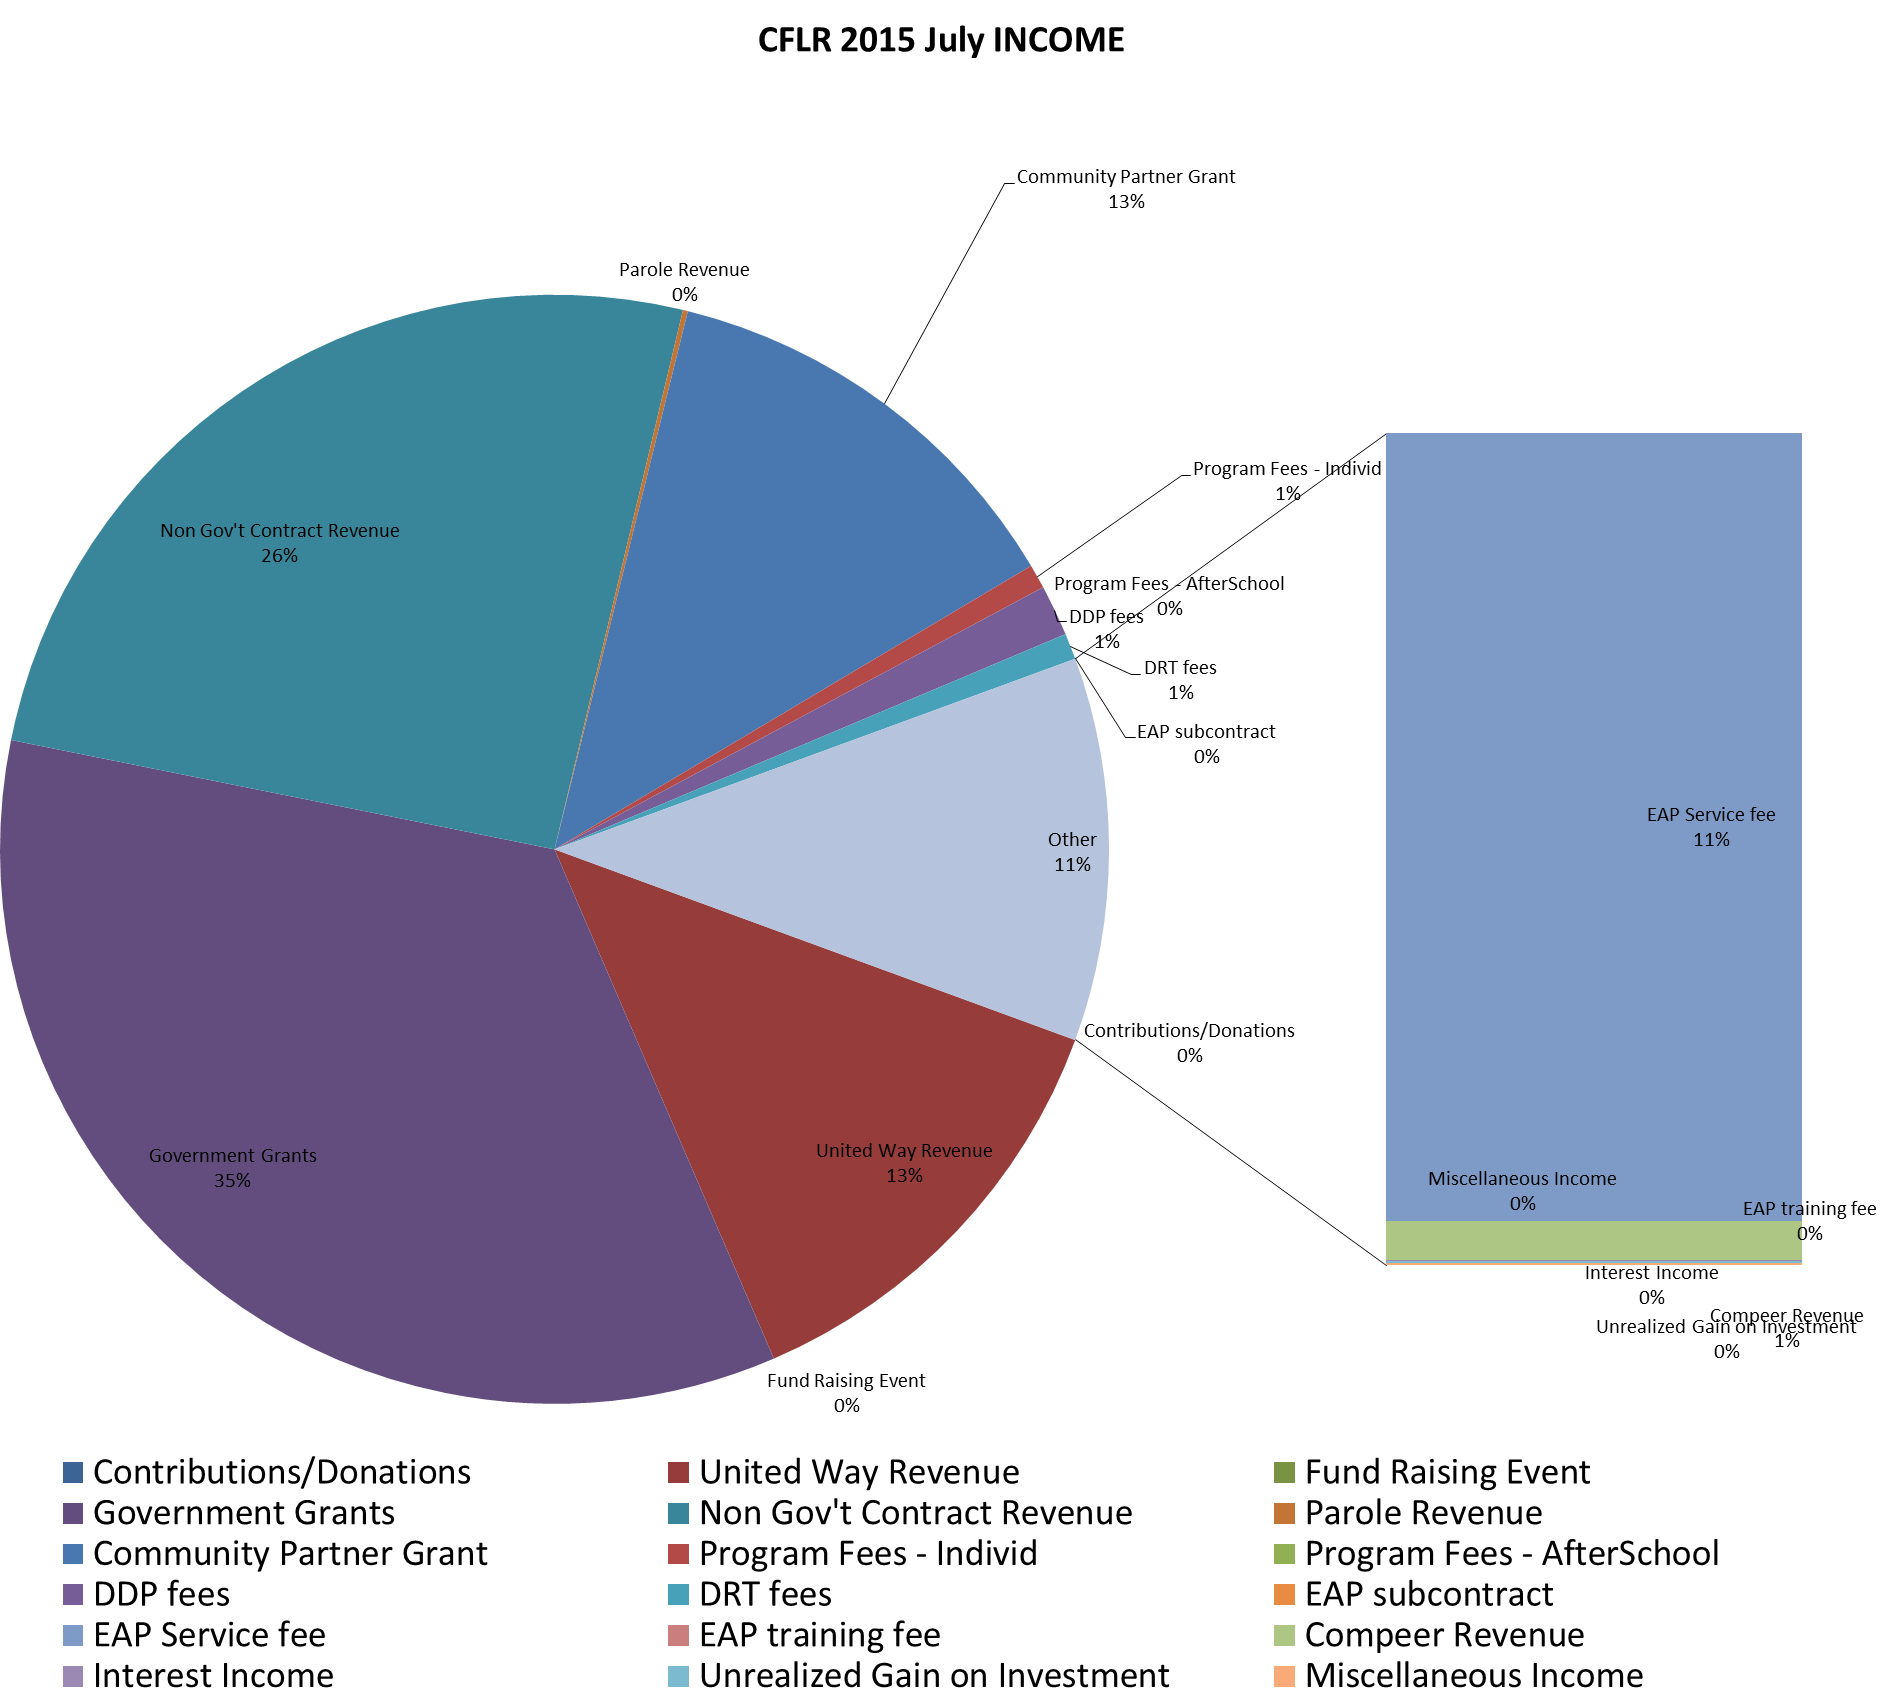 CFLR 2015 July INCOME
Community Partner Grant
13%
Parole Revenue
0%
Program Fees - Individ
1%
Non Gov't Contract Revenue
26%
Program Fees - AfterSchool
0%
DDP fees
1%
DRT fees
1%
EAP subcontract
0%
EAP Service fee
11%
Other
11%
Contributions/Donations
0%
United Way Revenue
13%
Government Grants
35%
Miscellaneous Income
0%
EAP training fee
0%
Interest Income
0%
Compeer Revenue
1%
Unrealized Gain on Investment
0%
Fund Raising Event
0%
Contributions/Donations
United Way Revenue
Fund Raising Event
Government Grants
Non Gov't Contract Revenue
Parole Revenue
Community Partner Grant
Program Fees - Individ
Program Fees - AfterSchool
DDP fees
DRT fees
EAP subcontract
EAP Service fee
EAP training fee
Compeer Revenue
Interest Income
Unrealized Gain on Investment
Miscellaneous Income